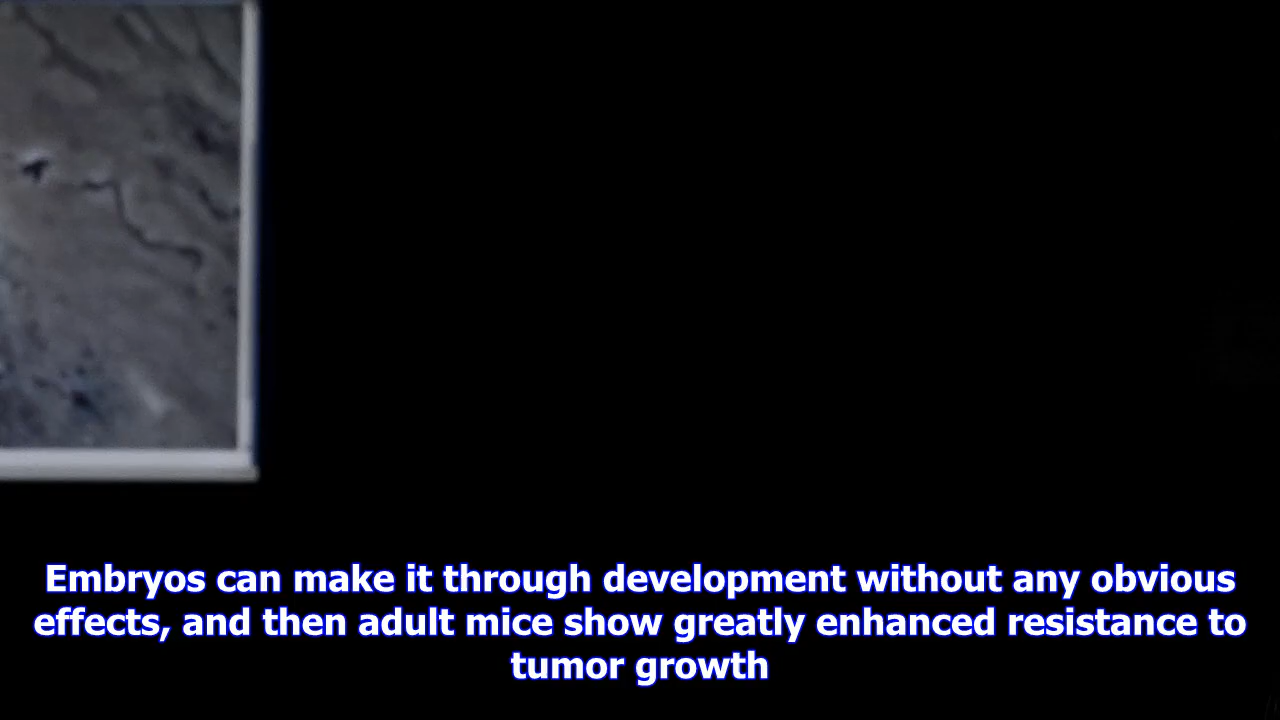 Embryos can make it through development without any obvious
effects, and then adult mice show greatly enhanced resistance to
tumor growth